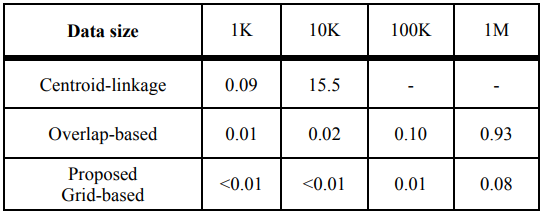 Data size 1K 10K 100K 1M
Centroid-linkage 0.09 15.5 - -
Overlap-based 0.01 0.02 0.10 0.93
Proposed
Grid-based <0.01 <0.01 0.01 0.08